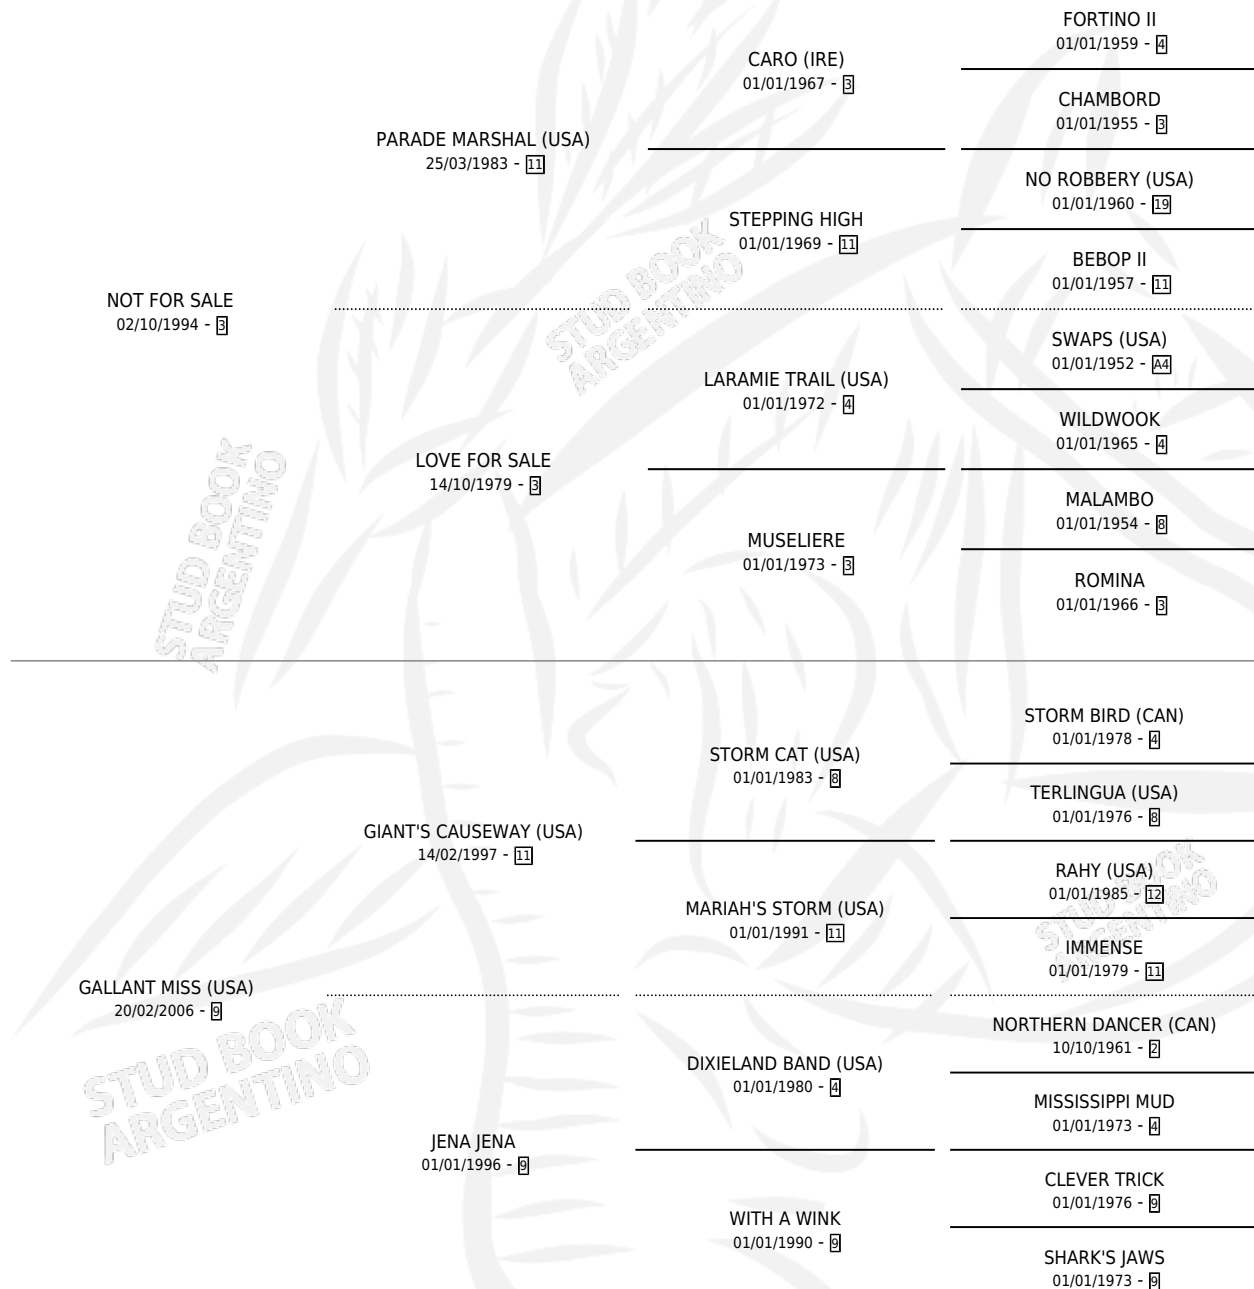 FORTINO II
01/01/1959 - 4
CARO (IRE)
01/01/1967 - 3
CHAMBORD
01/01/1955 - 3
PARADE MARSHAL (USA)
25/03/1983 - 11
NO ROBBERY (USA)
01/01/1960 - 19
STEPPING HIGH
01/01/1969 - 11
BEBOP II
01/01/1957 - 11
NOT FOR SALE
02/10/1994 - 3
SWAPS (USA)
01/01/1952 - A4
LARAMIE TRAIL (USA)
01/01/1972 - 4
WILDWOOK
01/01/1965 - 4
LOVE FOR SALE
14/10/1979 - 3
MALAMBO
01/01/1954 - 8
MUSELIERE
01/01/1973 - 3
ROMINA
01/01/1966 - 3
STUD BOOK
ARGENTINO
STUD BOOK
ARGENTINO
STORM BIRD (CAN)
01/01/1978 - 4
STORM CAT (USA)
01/01/1983 - 8
TERLINGUA (USA)
01/01/1976 - 8
GIANT'S CAUSEWAY (USA)
14/02/1997 - 11
RAHY (USA)
01/01/1985 - 12
MARIAH'S STORM (USA)
01/01/1991 - 11
IMMENSE
01/01/1979 - 11
GALLANT MISS (USA)
20/02/2006 - 9
NORTHERN DANCER (CAN)
10/10/1961 - 2
DIXIELAND BAND (USA)
01/01/1980 - 4
MISSISSIPPI MUD
01/01/1973 - 4
JENA JENA
01/01/1996 - 9
CLEVER TRICK
01/01/1976 - 9
WITH A WINK
01/01/1990 - 9
SHARK'S JAWS
01/01/1973 - 9
STUD BOOK
ARGENTINO
STUD BOOK
ARGENTINO